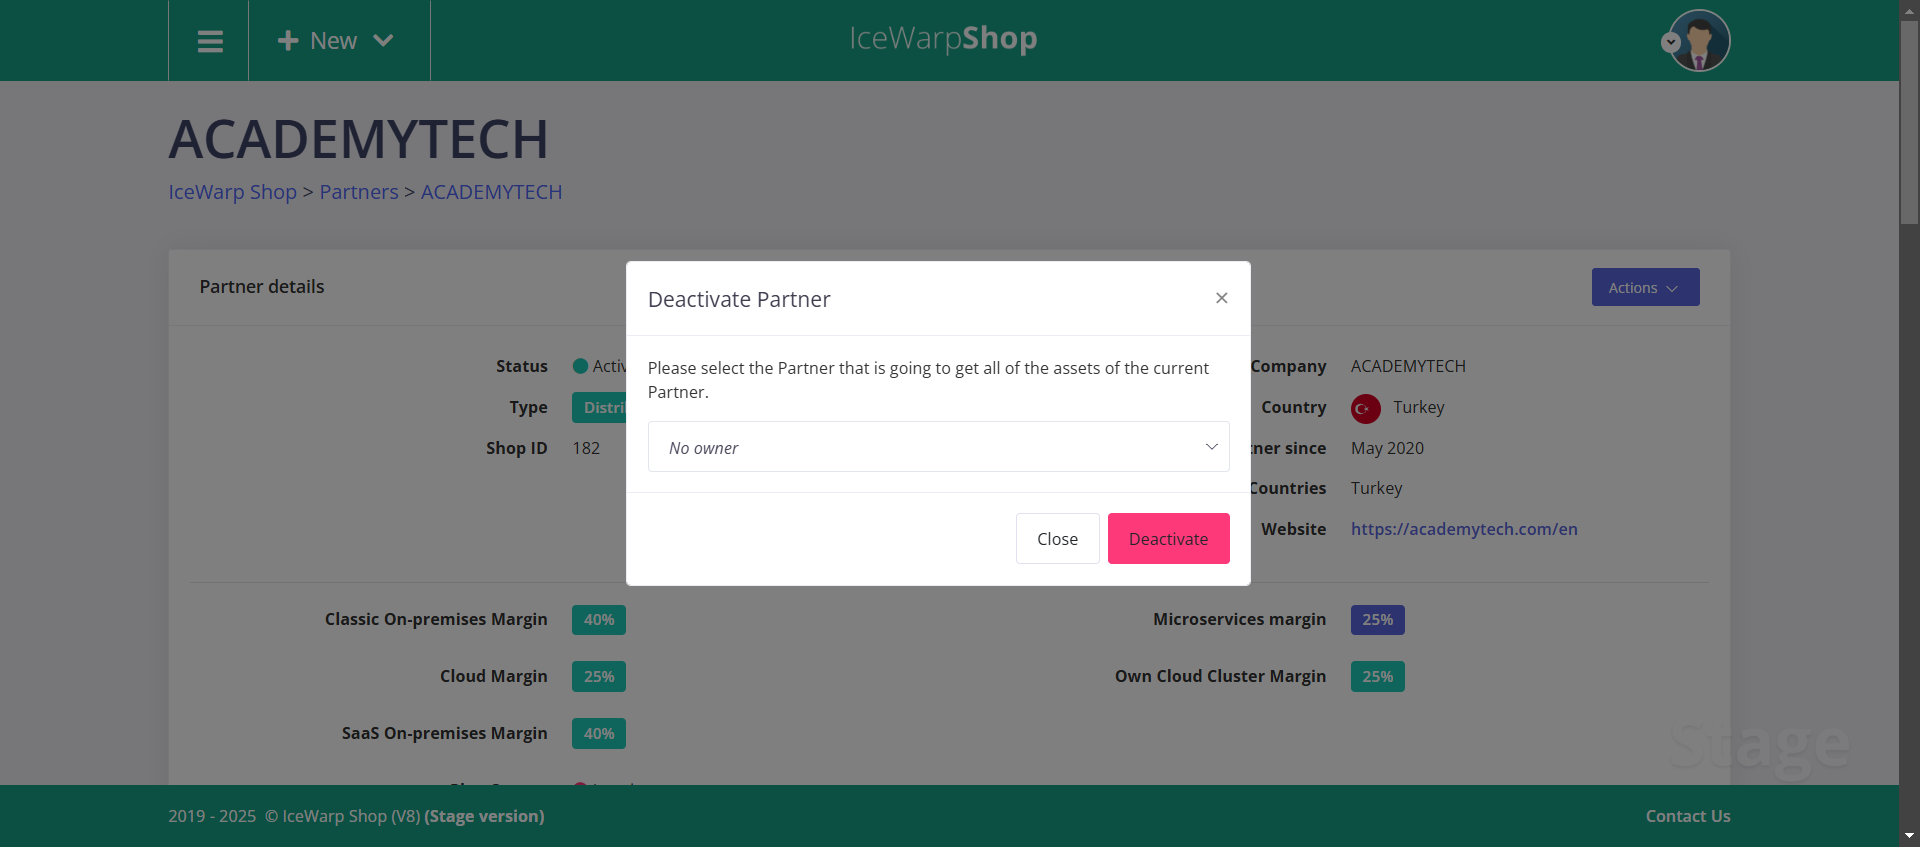 New
IceWarpShop
ACADEMYTECH
IceWarp Shop > Partners > ACADEMYTECH
Partner details
Actions
Deactivate Partner
×
Please select the Partner that is going to get all of the assets of the current
Partner.
No owner
Close
Deactivate
Status
Type
Shop ID 182
Company ACADEMYTECH
Country Turkey
since May 2020
Countries Turkey
Website https://academytech.com/en
Classic On-premises Margin 40%
Microservices margin 25%
Cloud Margin 25%
Own Cloud Cluster Margin 25%
SaaS On-premises Margin 40%
Stage
2019 - 2025 © IceWarp Shop (V8) (Stage version)
Contact Us